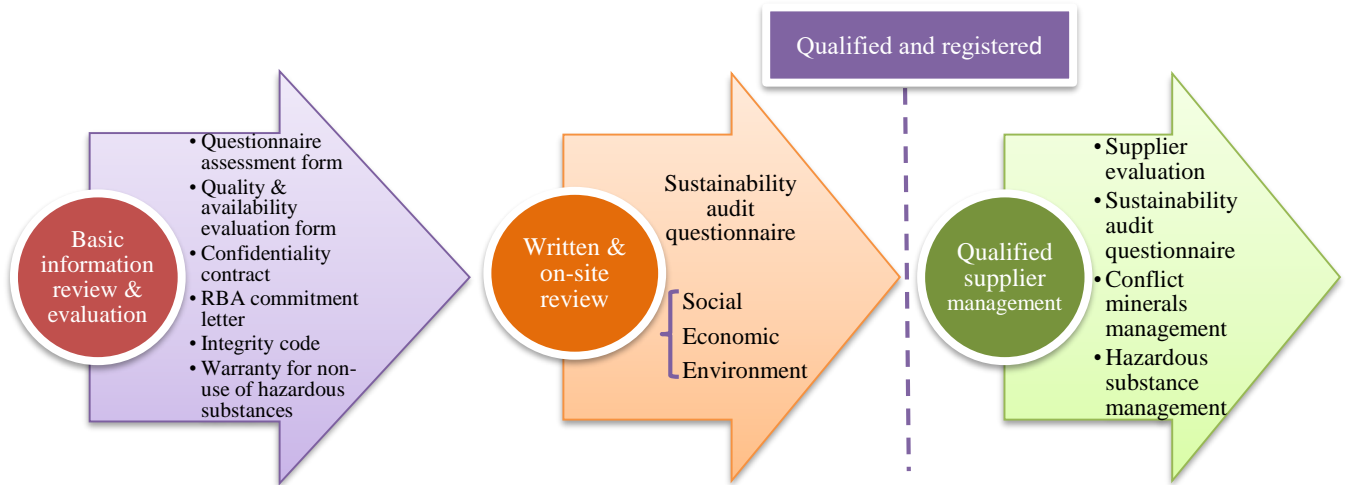 Qualified and registered
Basic
information
review &
evaluation
• Questionnaire
assessment form
• Quality &
availability
evaluation form
• Confidentiality
contract
• RBA commitment
letter
• Integrity code
• Warranty for non-
use of hazardous
substances
Written &
on-site
review
Sustainability
audit
questionnaire
Social
Economic
Environment
Qualified
supplier
management
• Supplier
evaluation
• Sustainability
audit
questionnaire
• Conflict
minerals
management
• Hazardous
substance
management